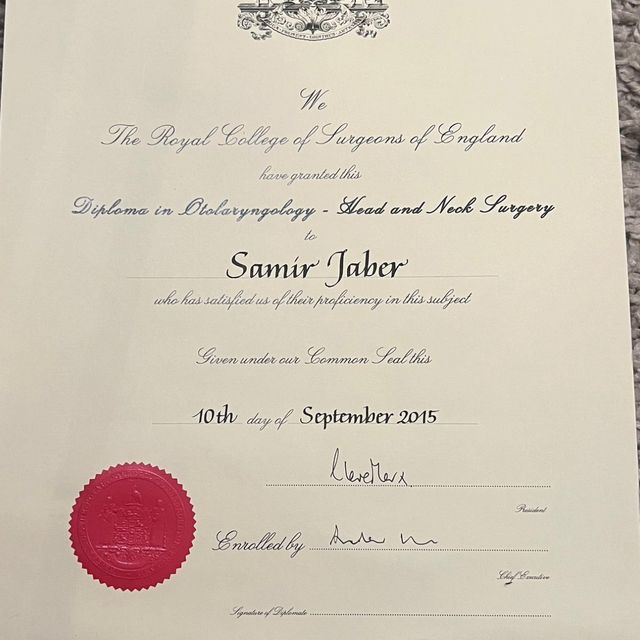 We
The Royal College of Surgeons of England
have granted this
Diploma in Otolaryngology - Head and Neck Surgery
to
Samir Jaber
who has satisfied us of their proficiency in this subject
Given under our Common Seal this
10th day of September 2015
President
Enrolled by
Chief Executive
Signature of Diplomate